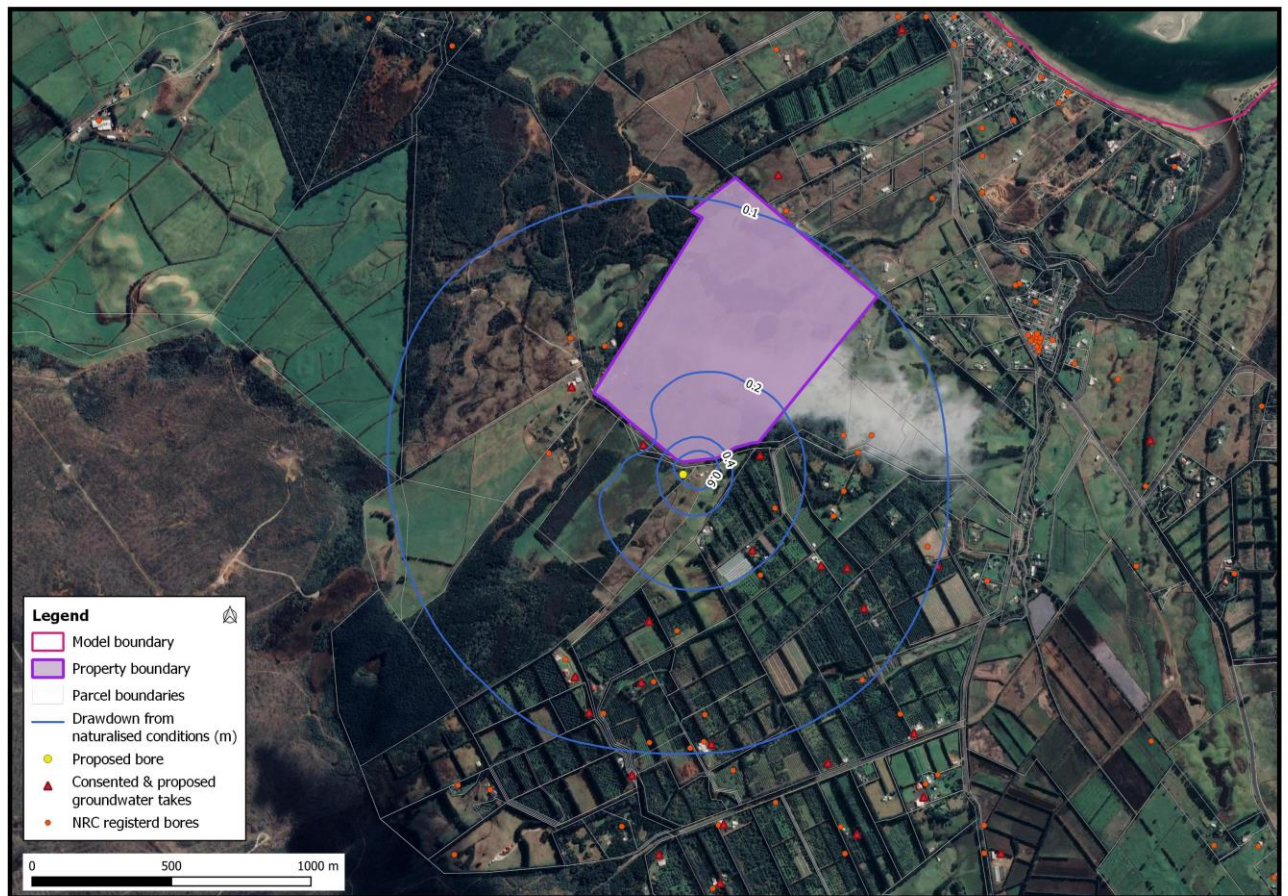 0.1
0.2
0.4
0.6
Legend
Model boundary
Property boundary
Parcel boundaries
Drawdown from
naturalised conditions (m)
Proposed bore
Consented & proposed
groundwater takes
NRC registerd bores
0 500 1000 m